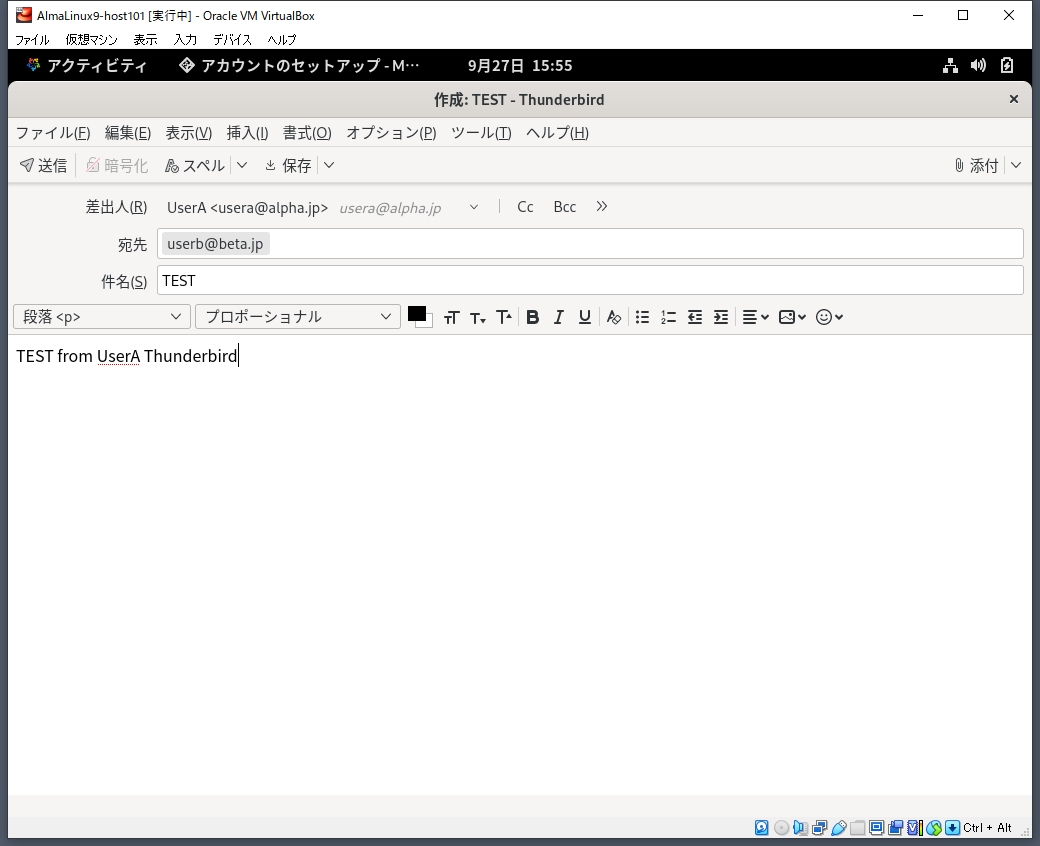 AlmaLinux9-host101 [実行中] - Oracle VM VirtualBox
ファイル 仮想マシン 表示 入力 デバイス ヘルプ
アクティビティ アカウントのセットアップ - M… 9月27日 15:55
作成: TEST - Thunderbird
ファイル(F) 編集(E) 表示(V) 挿入(I) 書式(O) オプション(P) ツール(T) ヘルプ(H)
送信 暗号化 スペル 保存 添付
差出人(R) UserA <usera@alpha.jp> usera@alpha.jp Cc Bcc
宛先 userb@beta.jp
件名(S) TEST
段落 <p> プロポーショナル
TEST from UserA Thunderbird
Ctrl + Alt